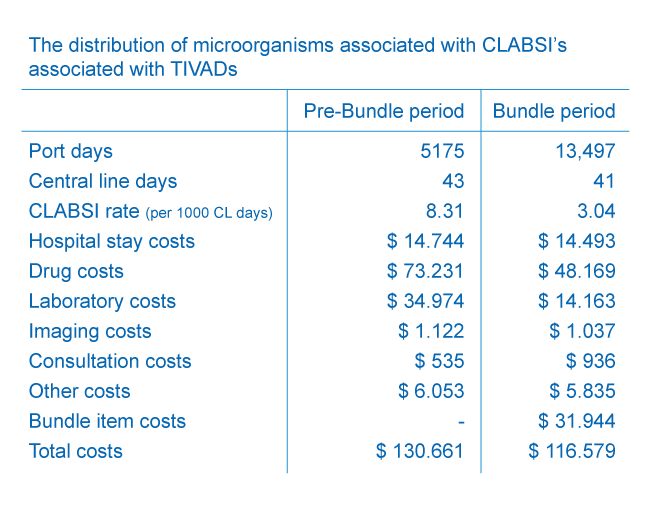 The distribution of microorganisms associated with CLABSI’s
associated with TIVADs
Pre-Bundle period Bundle period
Port days 5175 13,497
Central line days 43 41
CLABSI rate (per 1000 CL days) 8.31 3.04
Hospital stay costs $ 14.744 $ 14.493
Drug costs $ 73.231 $ 48.169
Laboratory costs $ 34.974 $ 14.163
Imaging costs $ 1.122 $ 1.037
Consultation costs $ 535 $ 936
Other costs $ 6.053 $ 5.835
Bundle item costs - $ 31.944
Total costs $ 130.661 $ 116.579